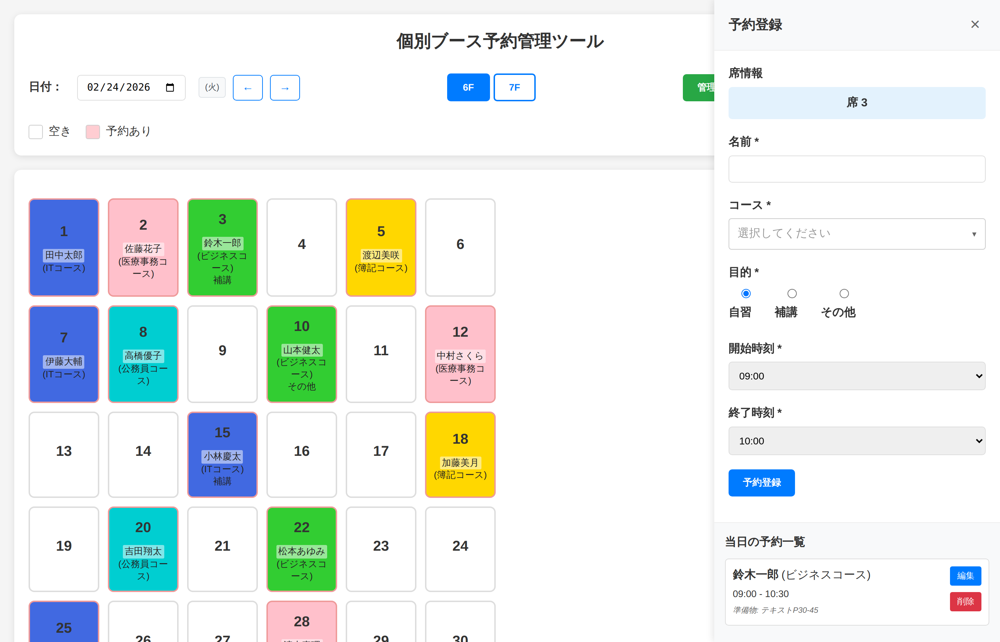 個別ブース予約管理ツール
日付：
02/24/2026
(火)
←
→
6F
7F
管理
空き
予約あり
1
田中太郎
(ITコース)
2
佐藤花子
(医療事務コ
ース)
3
鈴木一郎
(ビジネスコ
ース)
補講
4
5
渡辺美咲
(簿記コース)
6
7
伊藤大輔
(ITコース)
8
高橋優子
(公務員コー
ス)
9
10
山本健太
(ビジネスコ
ース)
その他
11
12
中村さくら
(医療事務コ
ース)
13
14
15
小林慶太
(ITコース)
補講
16
17
18
加藤美月
(簿記コース)
19
20
吉田翔太
(公務員コー
ス)
21
22
松本あゆみ
(ビジネスコ
ース)
23
24
25
26
27
28
29
30
予約登録
×
席情報
席 3
名前 *
コース *
選択してください
目的 *
自習
補講
その他
開始時刻 *
09:00
終了時刻 *
10:00
予約登録
当日の予約一覧
鈴木一郎 (ビジネスコース)
09:00 - 10:30
準備物: テキストP30-45
編集
削除